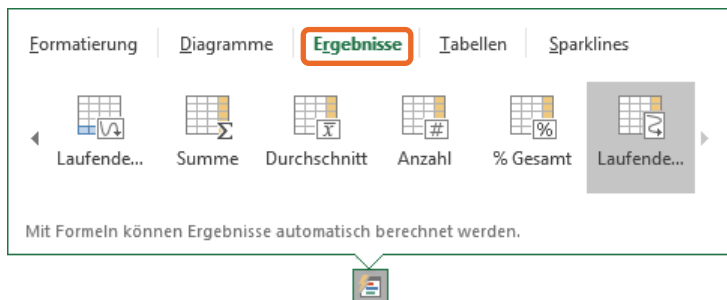 Formatierung Diagramme Ergebnisse Tabellen Sparklines
Laufende... Summe Durchschnitt Anzahl % Gesamt Laufende...
Mit Formeln können Ergebnisse automatisch berechnet werden.